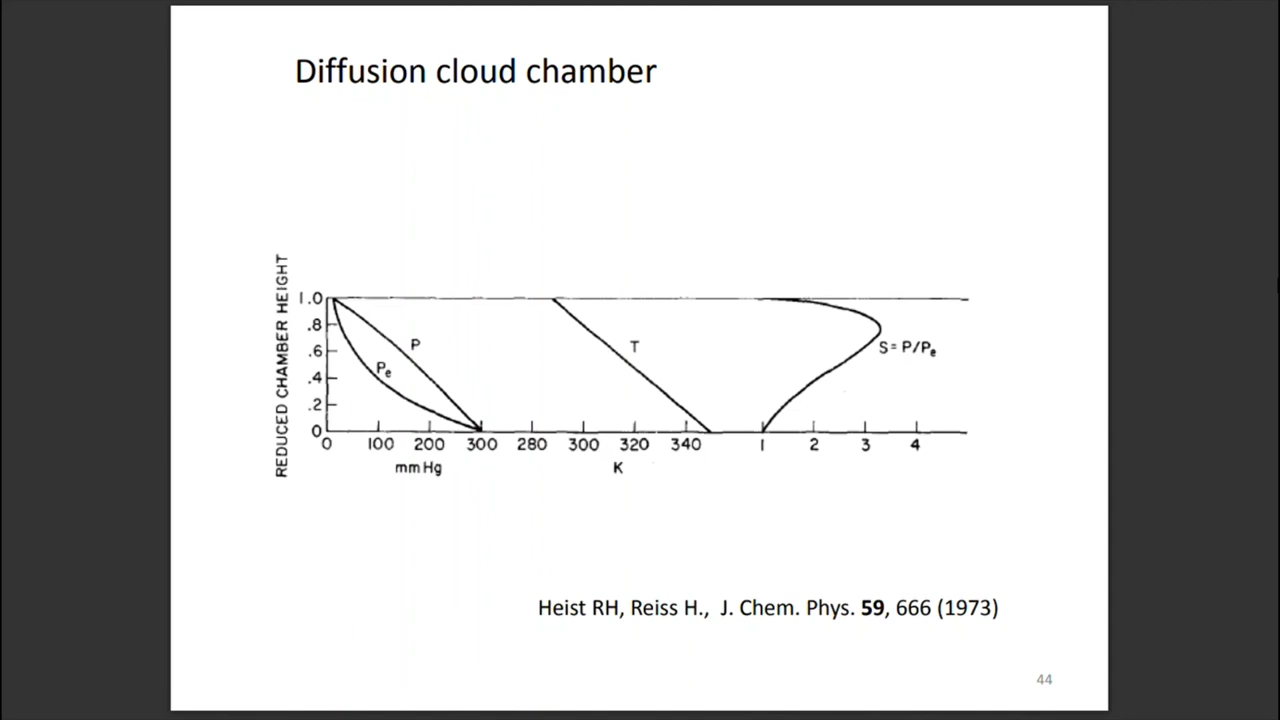 Diffusion cloud chamber
REDUCED CHAMBER HEIGHT
1.0
.8
.6
.4
.2
0
P
Pe
T
S= P/Pe
0 100 200 300 280 300 320 340 1 2 3 4
mm Hg K
Heist RH, Reiss H., J. Chem. Phys. 59, 666 (1973)
44